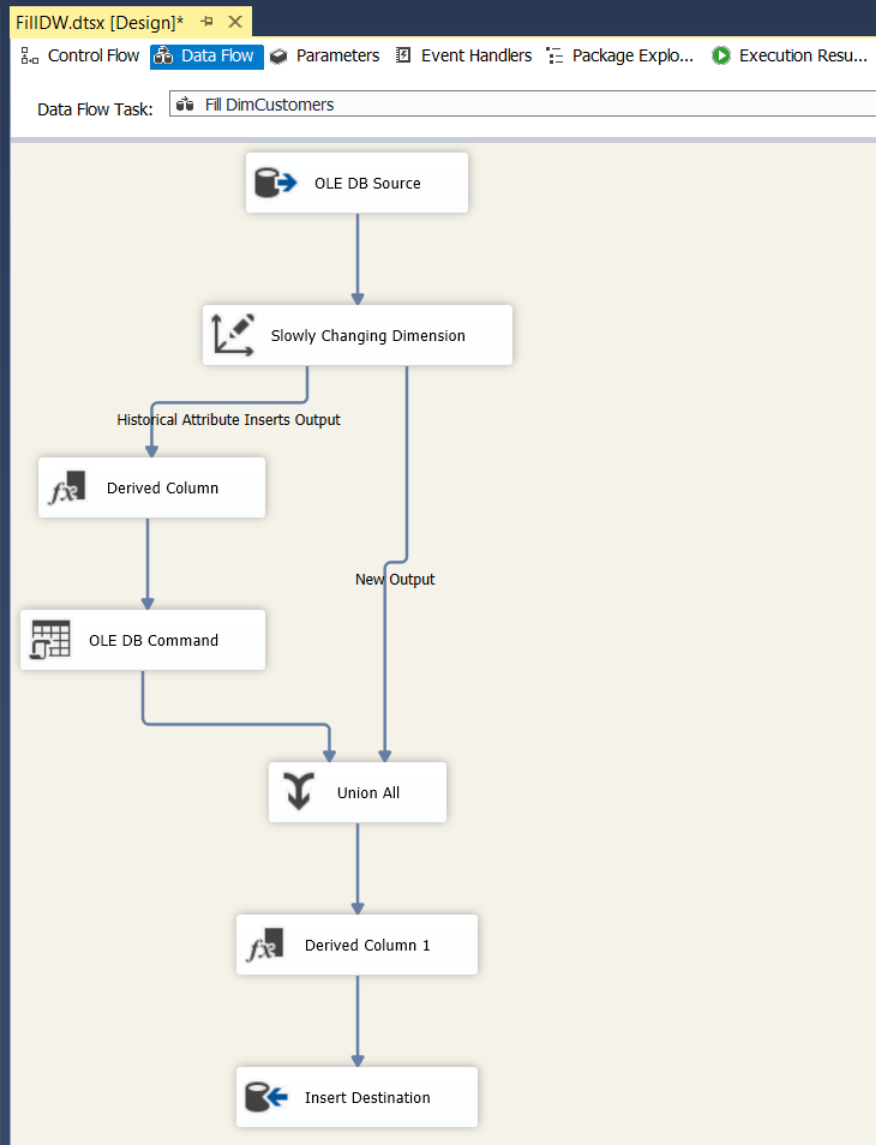 FillDW.dtsx [Design]*
Control Flow Data Flow Parameters Event Handlers Package Explo... Execution Resu...
Data Flow Task: Fill DimCustomers
OLE DB Source
Slowly Changing Dimension
Historical Attribute Inserts Output
Derived Column
New Output
OLE DB Command
Union All
Derived Column 1
Insert Destination